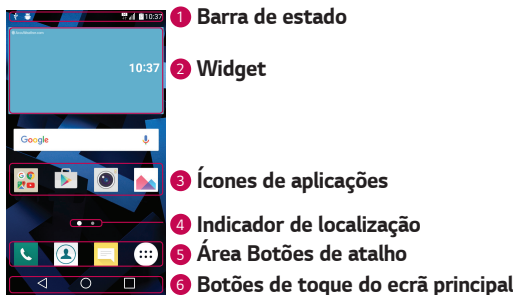 10:37
1 Barra de estado
10:37
2 Widget
Google
3 Ícones de aplicações
4 Indicador de localização
5 Área Botões de atalho
6 Botões de toque do ecrã principal